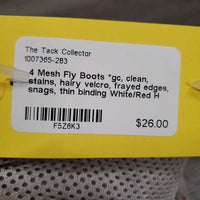 The Tack Collector
1007365-283
4 Mesh Fly Boots *gc, clean,
stains, hairy velcro, frayed edges,
snags, thin binding White/Red H
F5Z6K3
$26.00